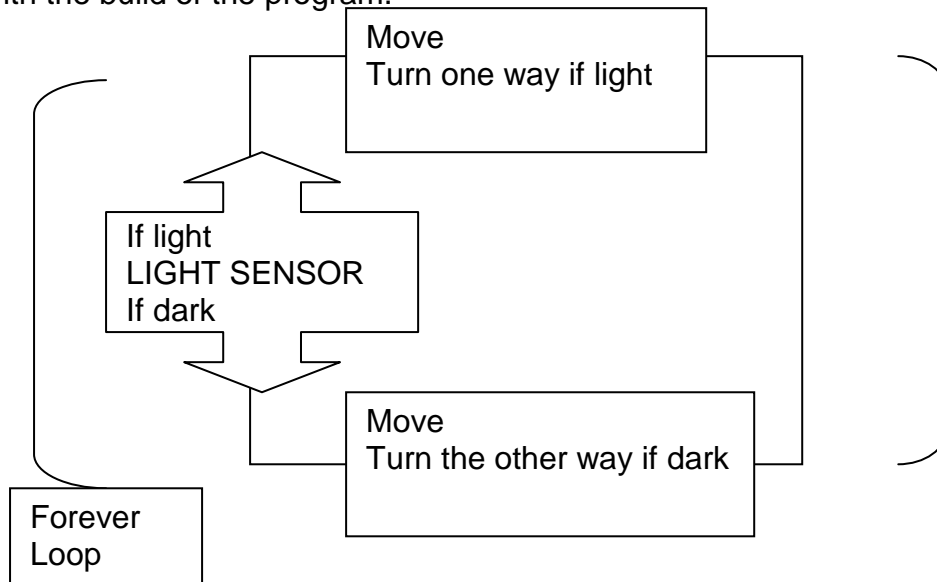 with the build of the program.
Move
Turn one way if light
If light
LIGHT SENSOR
If dark
Move
Turn the other way if dark
Forever
Loop